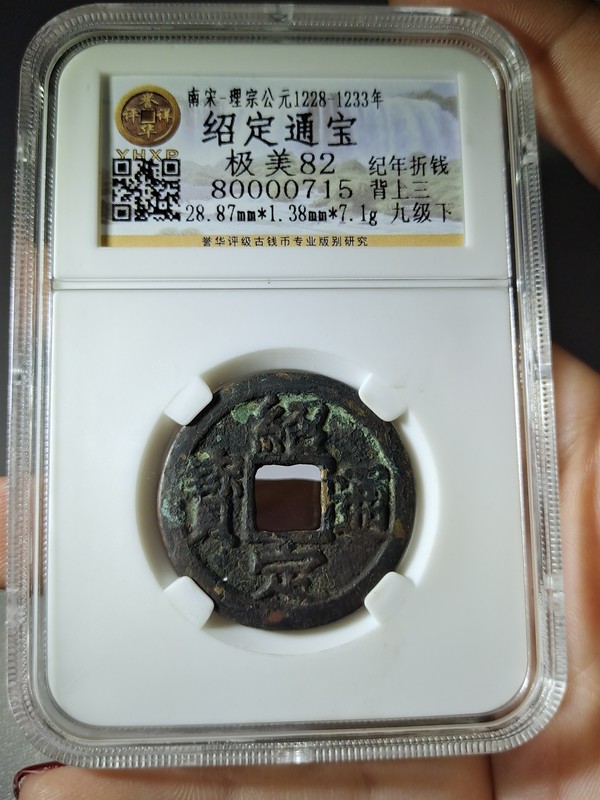 南宋-理宗公元1228-1233年
绍定通宝
YHXP
极美82 纪年折钱
80000715 背上三
28.87mm*1.38mm*7.1g 九级下
誉华评级古钱币专业版别研究
紹定通寶